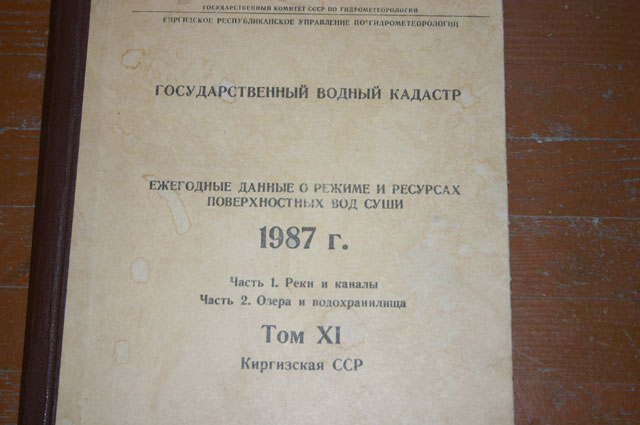 ГОСУДАРСТВЕННЫЙ КОМИТЕТ СССР ПО ГИДРОМЕТЕОРОЛОГИИ
КИРГИЗСКОЕ РЕСПУБЛИКАНСКОЕ УПРАВЛЕНИЕ ПО ГИДРОМЕТЕОРОЛОГИИ
ГОСУДАРСТВЕННЫЙ ВОДНЫЙ КАДАСТР
ЕЖЕГОДНЫЕ ДАННЫЕ О РЕЖИМЕ И РЕСУРСАХ
ПОВЕРХНОСТНЫХ ВОД СУШИ
1987 г.
Часть 1. Реки и каналы
Часть 2. Озера и водохранилища
Том XI
Киргизская ССР